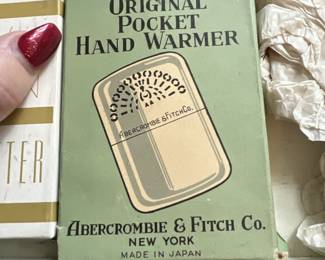 ORIGINAL
POCKET
HAND WARMER
ABERCROMBIE & FITCH CO.
ABERCROMBIE & FITCH CO.
NEW YORK
MADE IN JAPAN
TER